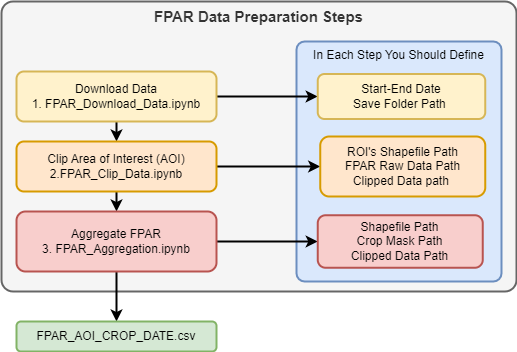 FPAR Data Preparation Steps
In Each Step You Should Define
Download Data
1. FPAR_Download_Data.ipynb
Start-End Date
Save Folder Path
Clip Area of Interest (AOI)
2.FPAR_Clip_Data.ipynb
ROI's Shapefile Path
FPAR Raw Data Path
Clipped Data path
Aggregate FPAR
3. FPAR_Aggregation.ipynb
Shapefile Path
Crop Mask Path
Clipped Data Path
FPAR_AOI_CROP_DATE.csv